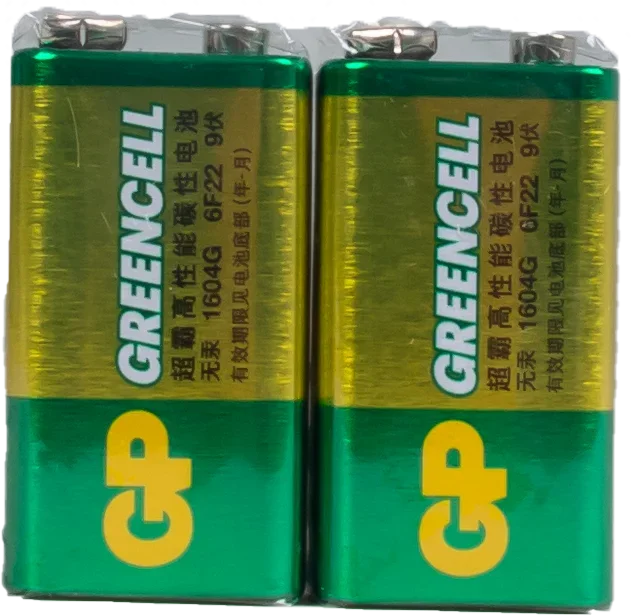 GP GREENCELL
超霸高性能碳性电池
无汞 1604G 6F22 9伏
有效期限见电池底部(年-月)
GP GREENCELL
超霸高性能碳性电池
无汞 1604G 6F22 9伏
有效期限见电池底部(年-月)